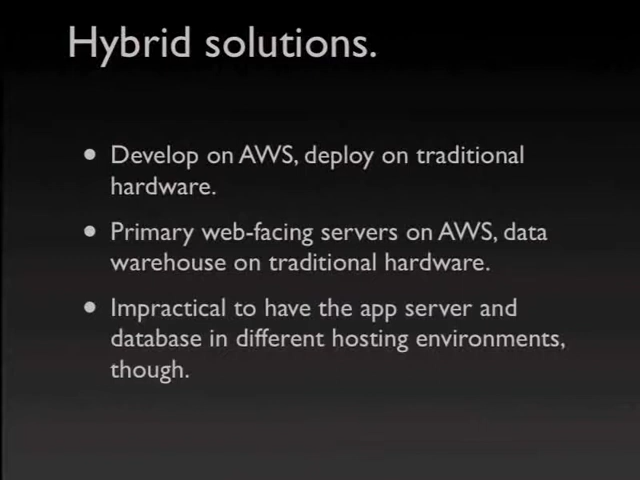 Hybrid solutions.
• Develop on AWS, deploy on traditional
hardware.
• Primary web-facing servers on AWS, data
warehouse on traditional hardware.
• Impractical to have the app server and
database in different hosting environments,
though.